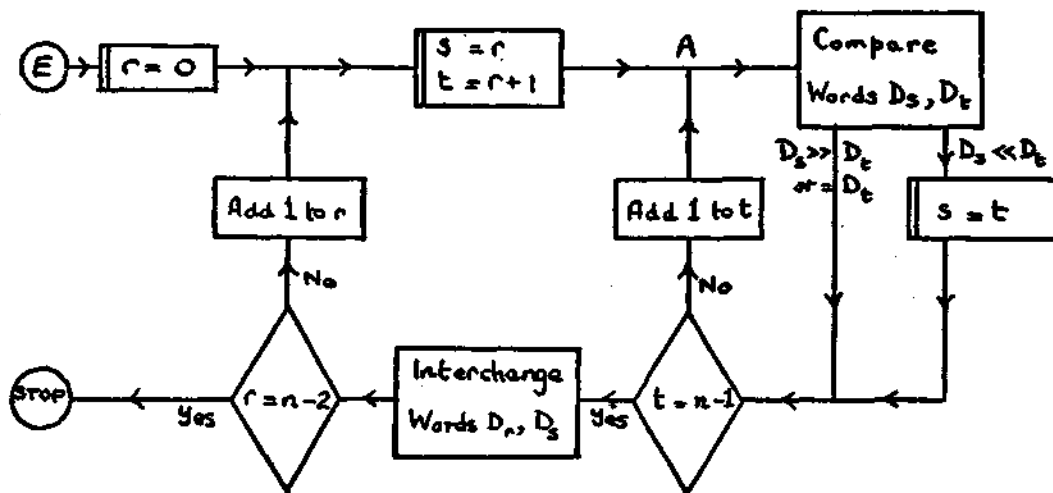 E
r = 0
s = r
t = r+1
A
Compare
Words Ds, Dt
Ds >> Dt
or = Dt
Ds << Dt
Add 1 to r
Add 1 to t
s = t
No
No
STOP
Yes
r = n-2
Interchange
Words Dr, Ds
Yes
t = n-1